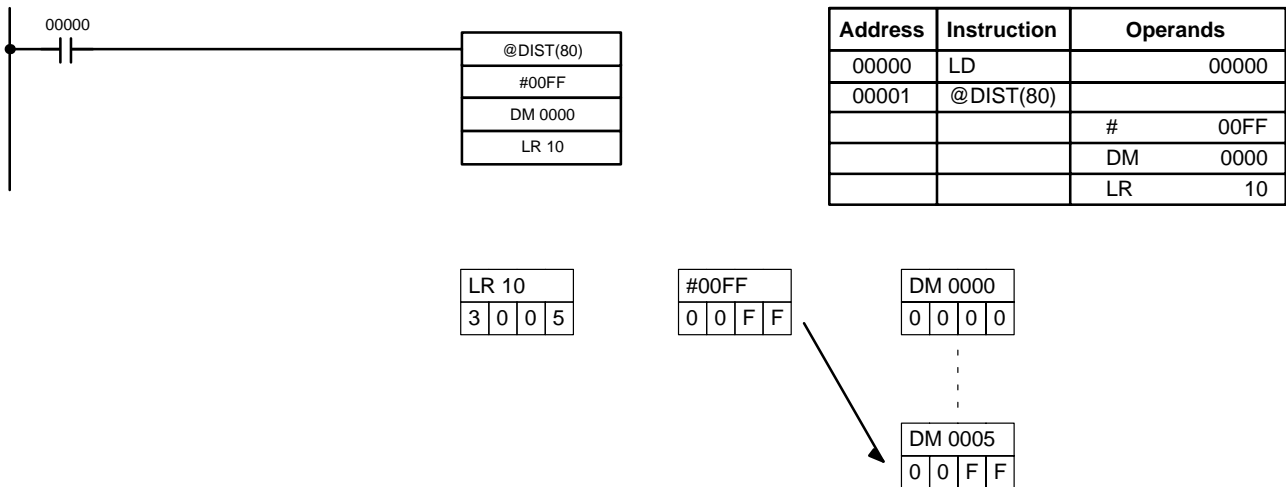 00000
@DIST(80)
#00FF
DM 0000
LR 10
Address Instruction Operands
00000 LD 00000
00001 @DIST(80)
# 00FF
DM 0000
LR 10
LR 10
3 0 0 5
#00FF
0 0 F F
DM 0000
0 0 0 0
DM 0005
0 0 F F